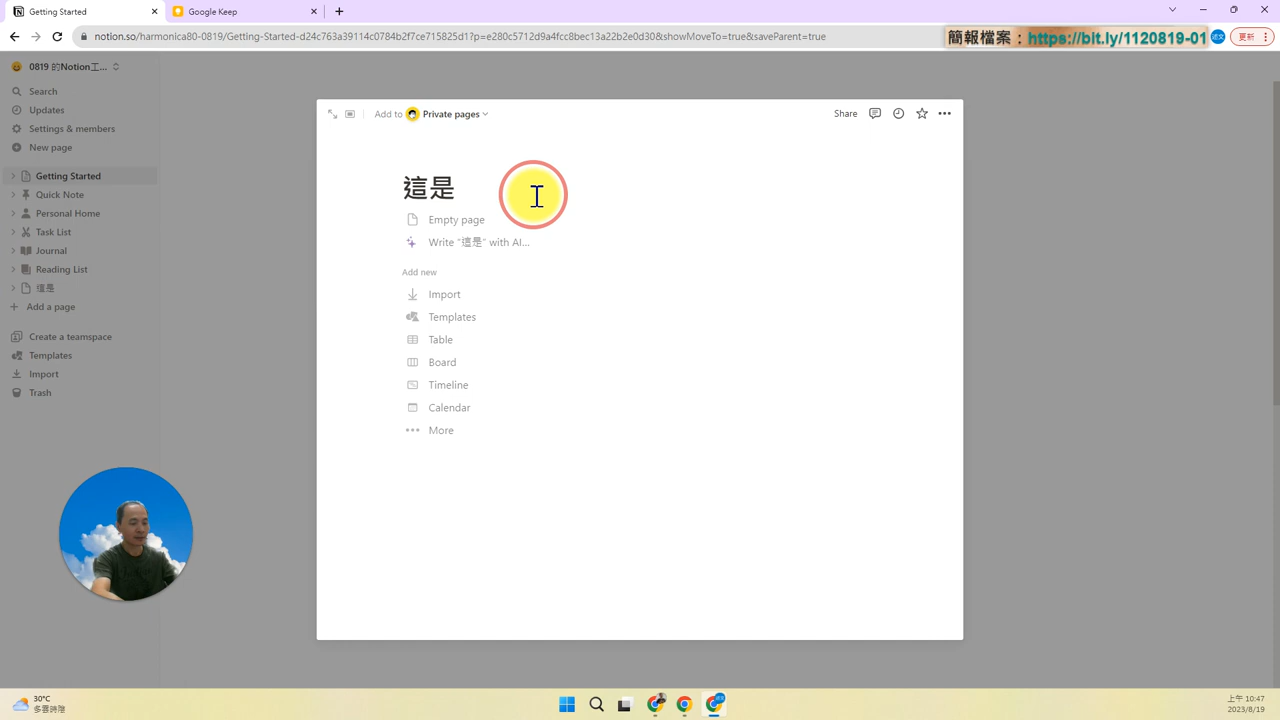 Getting Started
Google Keep
notion.so/harmonica80-0819/Getting-Started-d24c763a39114c0784b2f7ce715825d1?p=e280c5712d9a4fcc8bec13a22b2e0d30&showMoveTo=true&saveParent=true
簡報檔案：https://bit.ly/1120819-01
更新
0819 的Notion工...
Search
Updates
Settings & members
New page
Getting Started
Quick Note
Personal Home
Task List
Journal
Reading List
這是
Add a page
Create a teamspace
Templates
Import
Trash
Add to Private pages
Share
這是
Empty page
Write "這是" with AI...
Add new
Import
Templates
Table
Board
Timeline
Calendar
More
30°C
多雲時陰
上午 10:47
2023/8/19